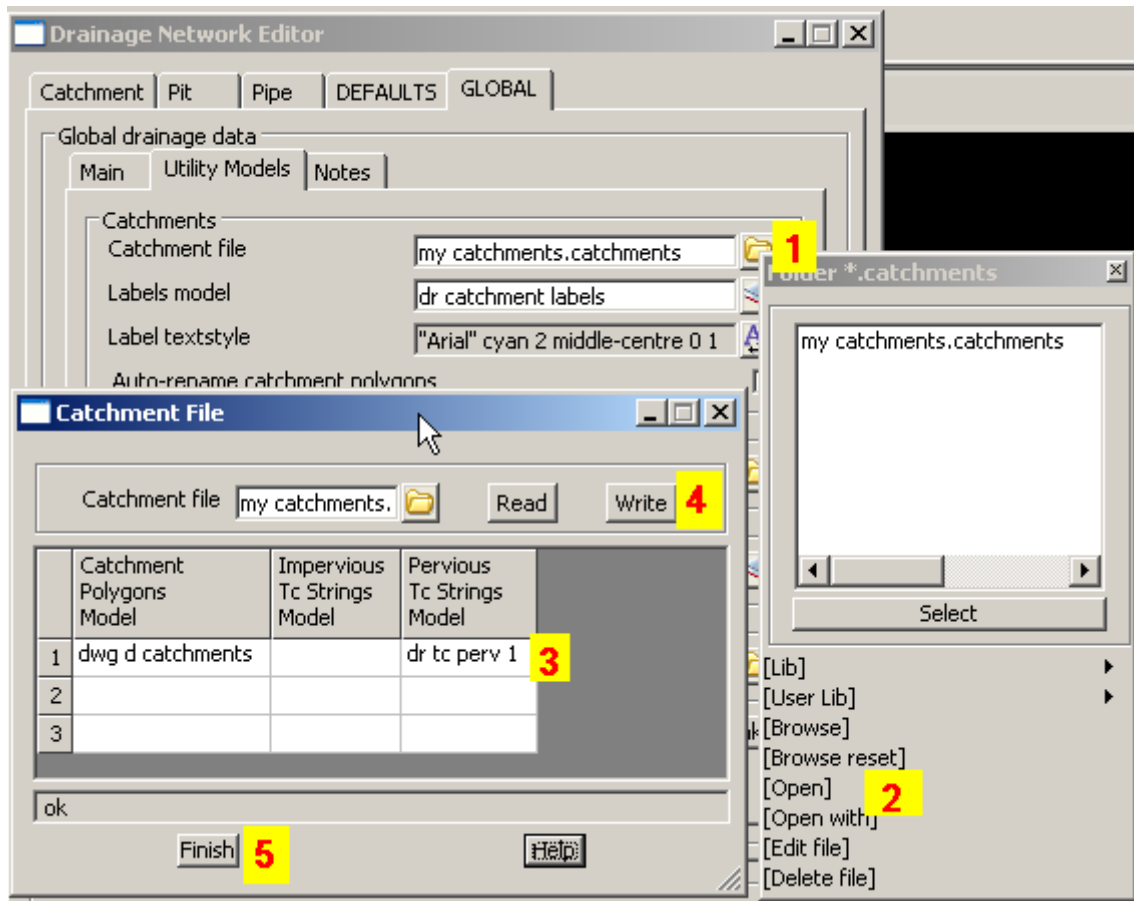 Drainage Network Editor
Catchment Pit Pipe DEFAULTS GLOBAL
Global drainage data
Main Utility Models Notes
Catchments
Catchment file my catchments.catchments 1
Labels model dr catchment labels
Label textstyle "Arial" cyan 2 middle-centre 0 1
Auto-rename catchment polygons
Folder *.catchments
my catchments.catchments
Select
[Lib]
[User Lib]
[Browse]
[Browse reset]
[Open]
2
[Open with]
[Edit file]
[Delete file]
Catchment File
Catchment file my catchments. Read Write 4
Catchment Polygons Model
Impervious Tc Strings Model
Pervious Tc Strings Model
1 dwg d catchments dr tc perv 1 3
2
3
ok
Finish 5 Help